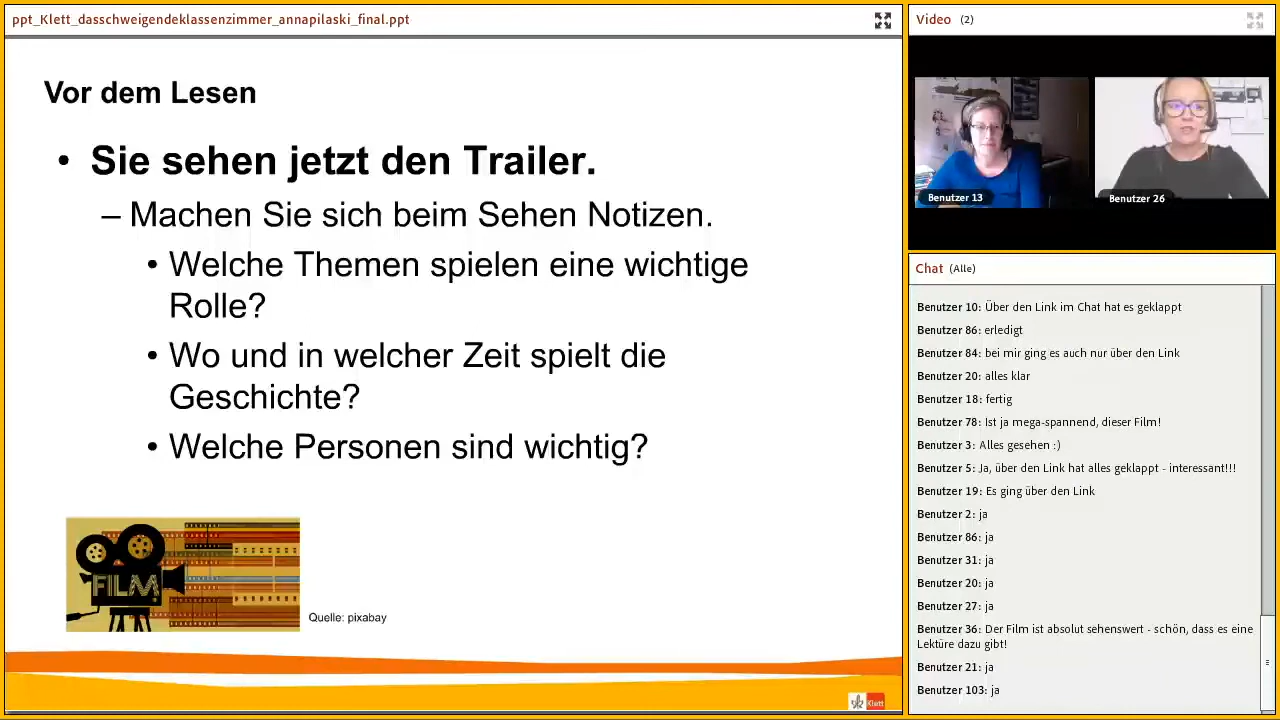 ppt_Klett_dasschweigendeklassenzimmer_annapilaski_final.ppt
Vor dem Lesen
• Sie sehen jetzt den Trailer.
– Machen Sie sich beim Sehen Notizen.
• Welche Themen spielen eine wichtige
Rolle?
• Wo und in welcher Zeit spielt die
Geschichte?
• Welche Personen sind wichtig?
FILM
Quelle: pixabay
Klett
Video (2)
Benutzer 13
Benutzer 26
Chat (Alle)
Benutzer 10: Über den Link im Chat hat es geklappt
Benutzer 86: erledigt
Benutzer 84: bei mir ging es auch nur über den Link
Benutzer 20: alles klar
Benutzer 18: fertig
Benutzer 78: Ist ja mega-spannend, dieser Film!
Benutzer 3: Alles gesehen :)
Benutzer 5: Ja, über den Link hat alles geklappt - interessant!!!
Benutzer 19: Es ging über den Link
Benutzer 2: ja
Benutzer 86: ja
Benutzer 31: ja
Benutzer 20: ja
Benutzer 27: ja
Benutzer 36: Der Film ist absolut sehenswert - schön, dass es eine
Lektüre dazu gibt!
Benutzer 21: ja
Benutzer 103: ja